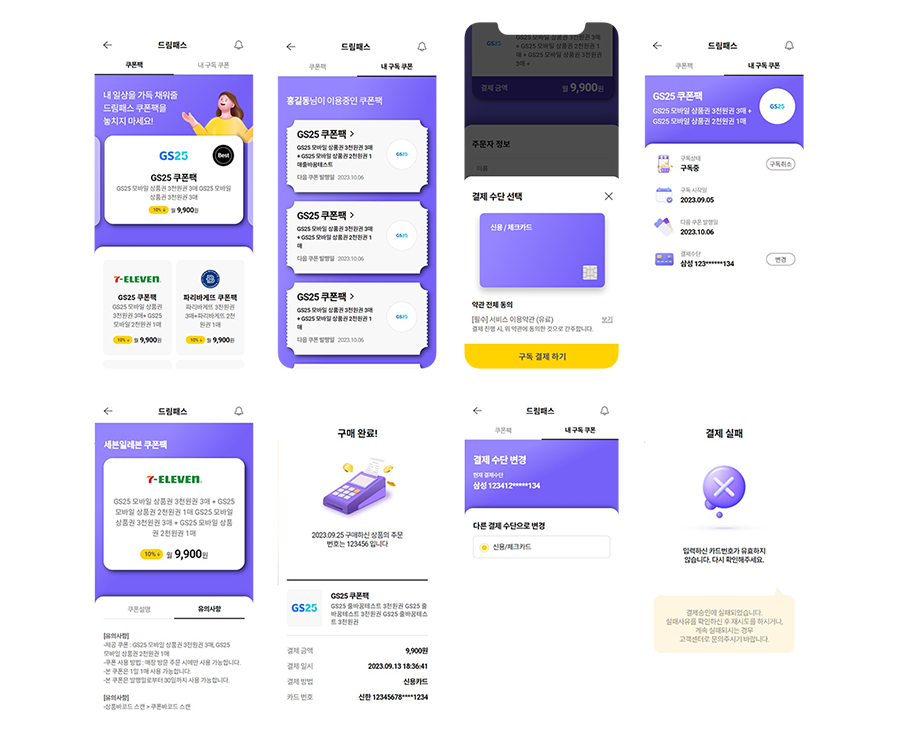 드림패스
쿠폰팩
내 구독 쿠폰
내 일상을 가득 채워줄
드림패스 쿠폰팩을
놓치지 마세요!
GS25
Best
GS25 쿠폰팩
GS25 모바일 상품권 3천원권 3매 GS25 모바일
상품권 3천원권 3매
10%↓ 월 9,900원
7-ELEVEN.
GS25 쿠폰팩
GS25 모바일 상품권
3천원권 3매+ GS25
모바일 2천원권 1매
10%↓ 월 9,900원
파리바게뜨 쿠폰팩
파리바게뜨 3천원권
3매+파리바게뜨 2천
원권 1매
10%↓ 월 9,900원
드림패스
쿠폰팩
내 구독 쿠폰
홍길동님이 이용중인 쿠폰팩
GS25 쿠폰팩 >
GS25 모바일 상품권 3천원권 3매
+ GS25 모바일 상품권 2천원권 1
매줄바꿈테스트
다음 쿠폰 발행일 2023.10.06
GS25
GS25 쿠폰팩 >
GS25 모바일 상품권 3천원권 3매
+ GS25 모바일 상품권 2천원권 1
매
다음 쿠폰 발행일 2023.10.06
GS25
GS25 쿠폰팩 >
GS25 모바일 상품권 3천원권 3매
+ GS25 모바일 상품권 2천원권 1
매
다음 쿠폰 발행일 2023.10.06
GS25
GS25
GS25 모바일 상품권 3천원권 3매
+ GS25 모바일 상품권 2천원권 1
매 + GS25 모바일 상품권 3천원권
3매 +
결제 금액
월 9,900원
주문자 정보
이름
결제 수단 선택
신용 / 체크카드
약관 전체 동의
[필수] 서비스 이용약관 (유료)
보기
결제 진행 시, 위 약관에 동의한 것으로 간주합니다.
구독 결제 하기
드림패스
쿠폰팩
내 구독 쿠폰
GS25 쿠폰팩
GS25 모바일 상품권 3천원권 3매 +
GS25 모바일 상품권 2천원권 1매
GS25
구독상태
구독중
구독취소
구독 시작일
2023.09.05
다음 쿠폰 발행일
2023.10.06
결제수단
삼성 123******134
변경
드림패스
세븐일레븐 쿠폰팩
7-ELEVEN.
GS25 모바일 상품권 3천원권 3매 + GS25
모바일 상품권 2천원권 1매 GS25 모바일
상품권 3천원권 3매 + GS25 모바일 상품
권 2천원권 1매
10%↓ 월 9,900원
쿠폰설명
유의사항
[유의사항]
-제공 쿠폰 : GS25 모바일 상품권 3천원권 3매, GS25
모바일 상품권 2천원권 1매
-쿠폰 사용 방법 : 매장 방문 주문 시에만 사용 가능합니다.
-본 쿠폰은 1일 1매 사용 가능합니다.
-본 쿠폰은 발행일로부터 30일까지 사용 가능합니다.
[유의사항]
-상품바코드 스캔 + 쿠폰바코드 스캔
구매 완료!
2023.09.25 구매하신 상품의 주문
번호는 123456 입니다
GS25
GS25 쿠폰팩
GS25 줄바꿈테스트 3천원권 GS25 줄
바꿈테스트 3천원권 GS25 줄바꿈테스
트 3천원권
결제 금액
9,900원
결제 일시
2023.09.13 18:36:41
결제 방법
신용카드
카드 번호
신한 12345678****1234
드림패스
쿠폰팩
내 구독 쿠폰
결제 수단 변경
현재 결제수단
삼성 123412*****134
다른 결제 수단으로 변경
신용/체크카드
결제 실패
입력하신 카드번호가 유효하지
않습니다. 다시 확인해주세요.
결제승인에 실패되었습니다.
실패사유를 확인하신 후 재시도를 하시거나,
계속 실패되시는 경우
고객센터로 문의주시기 바랍니다.